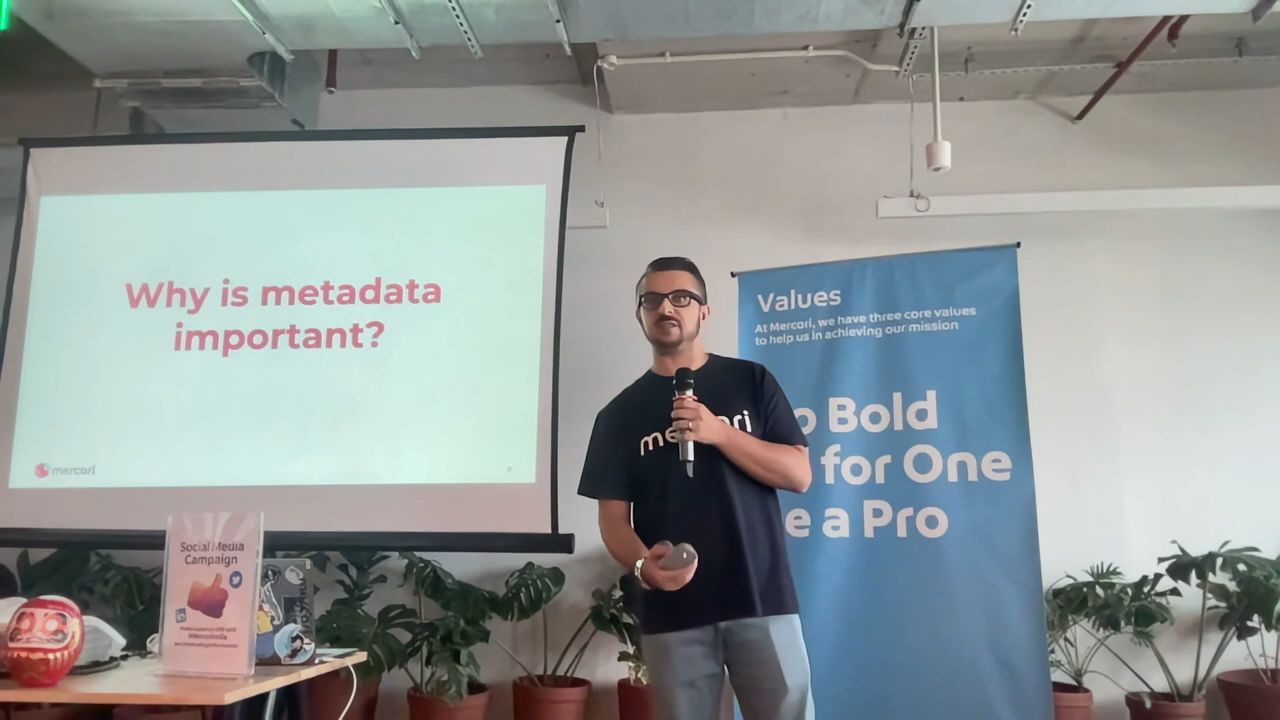 Why is metadata
important?
mercari
Social Media
Campaign
mercari
Values
At Mercari, we have three core values
to help us in achieving our mission
Bold
for One
e a Pro